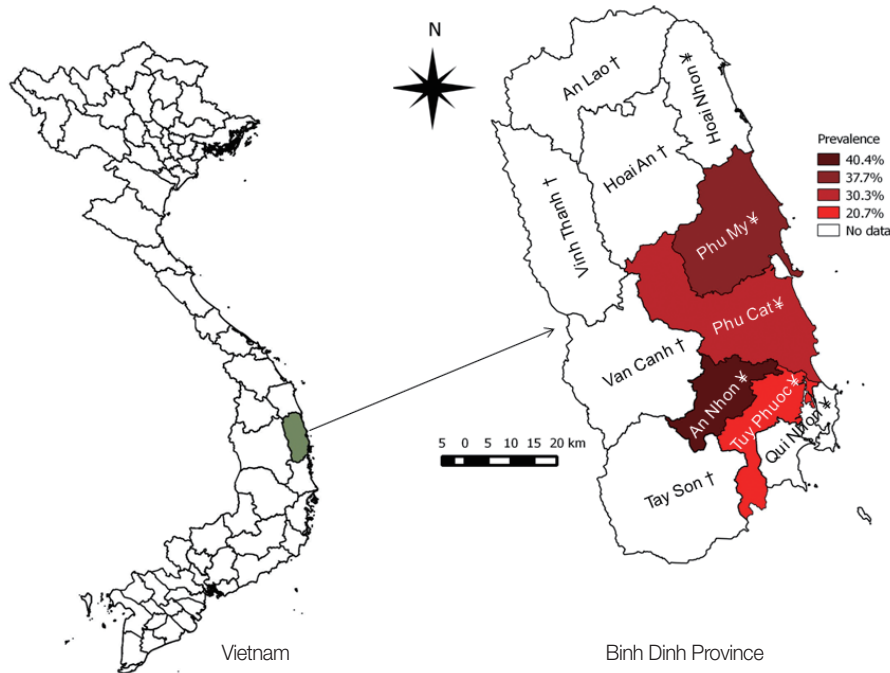 N
An Lao †
Hoai Nhon ¥
Hoai An †
Vinh Thanh †
Phu My ¥
Phu Cat ¥
Van Canh †
An Nhon ¥
Tuy Phuoc ¥
Qui Nhon ¥
Tay Son †
Prevalence
40.4%
37.7%
30.3%
20.7%
No data
5 0 5 10 15 20 km
Vietnam
Binh Dinh Province